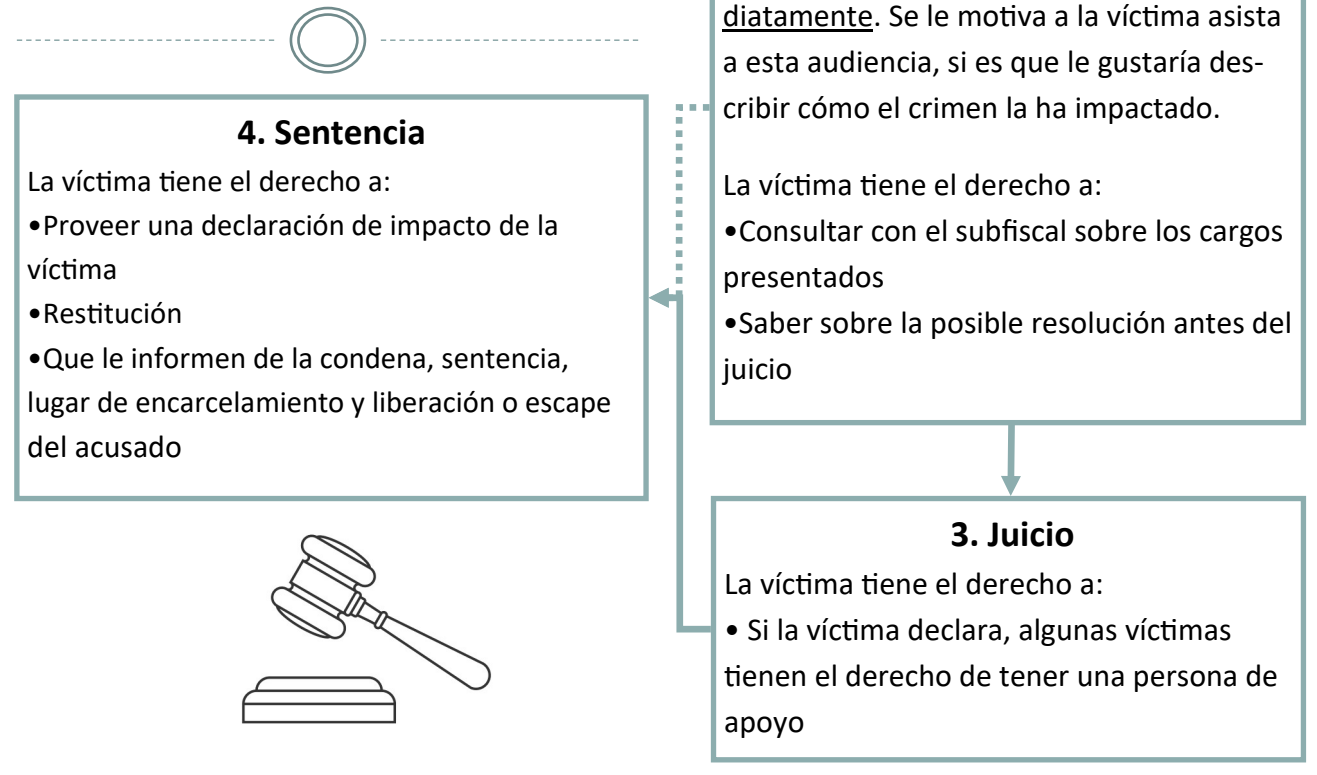 diatamente. Se le motiva a la víctima asista
a esta audiencia, si es que le gustaría des-
cribir cómo el crimen la ha impactado.
La víctima tiene el derecho a:
•Consultar con el subfiscal sobre los cargos
presentados
•Saber sobre la posible resolución antes del
juicio
3. Juicio
La víctima tiene el derecho a:
• Si la víctima declara, algunas víctimas
tienen el derecho de tener una persona de
apoyo
4. Sentencia
La víctima tiene el derecho a:
•Proveer una declaración de impacto de la
víctima
•Restitución
•Que le informen de la condena, sentencia,
lugar de encarcelamiento y liberación o escape
del acusado